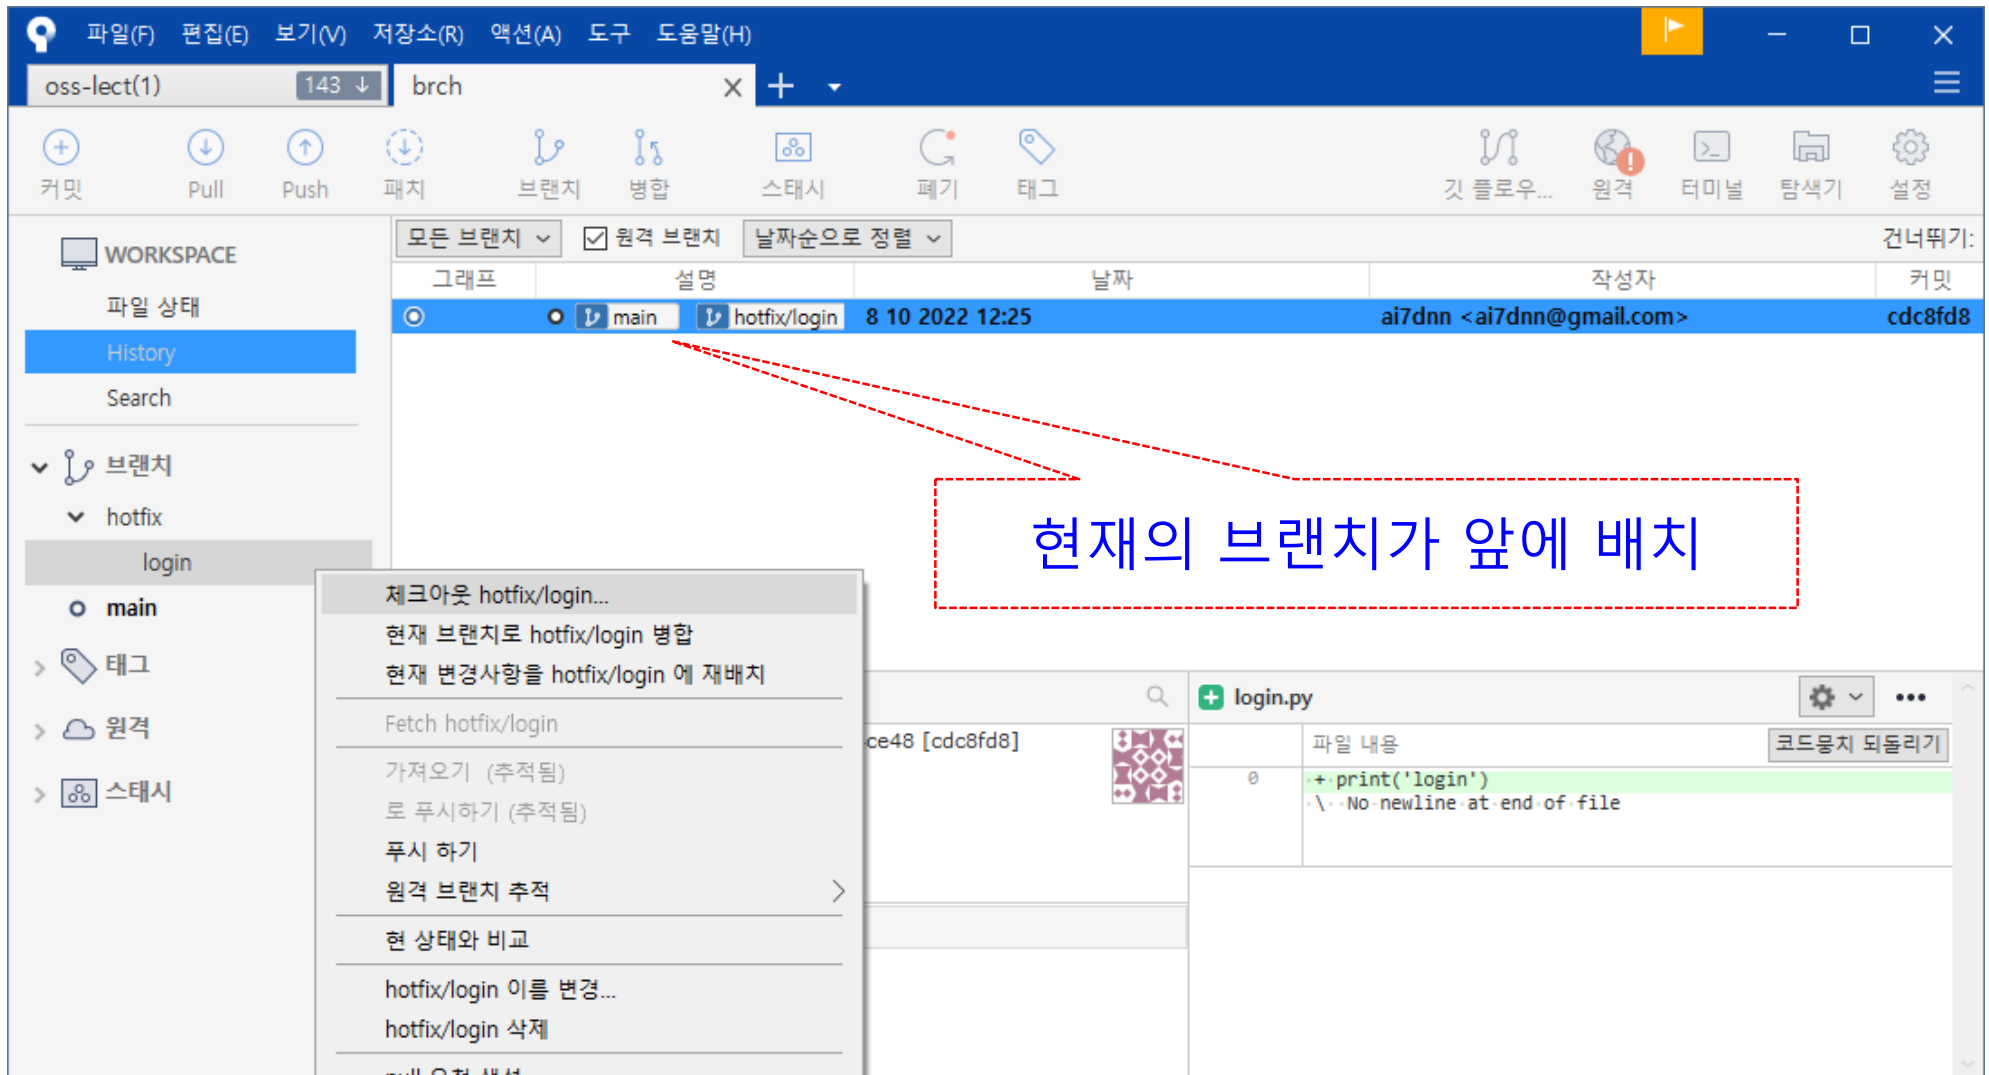 파일(F) 편집(E) 보기(V) 저장소(R) 액션(A) 도구 도움말(H)
oss-lect(1) 143 ↓ brch
커밋 Pull Push 패치 브랜치 병합 스태시 폐기 태그 깃 플로우... 원격 터미널 탐색기 설정
WORKSPACE
파일 상태
History
Search
브랜치
hotfix
login
main
태그
원격
스태시
모든 브랜치 원격 브랜치 날짜순으로 정렬 건너뛰기:
그래프 설명 날짜 작성자 커밋
main hotfix/login 8 10 2022 12:25 ai7dnn <ai7dnn@gmail.com> cdc8fd8
현재의 브랜치가 앞에 배치
체크아웃 hotfix/login...
현재 브랜치로 hotfix/login 병합
현재 변경사항을 hotfix/login 에 재배치
Fetch hotfix/login
가져오기 (추적됨)
로 푸시하기 (추적됨)
푸시 하기
원격 브랜치 추적
현 상태와 비교
hotfix/login 이름 변경...
hotfix/login 삭제
ce48 [cdc8fd8]
login.py
파일 내용 코드뭉치 되돌리기
0 + print('login')
\ No newline at end of file